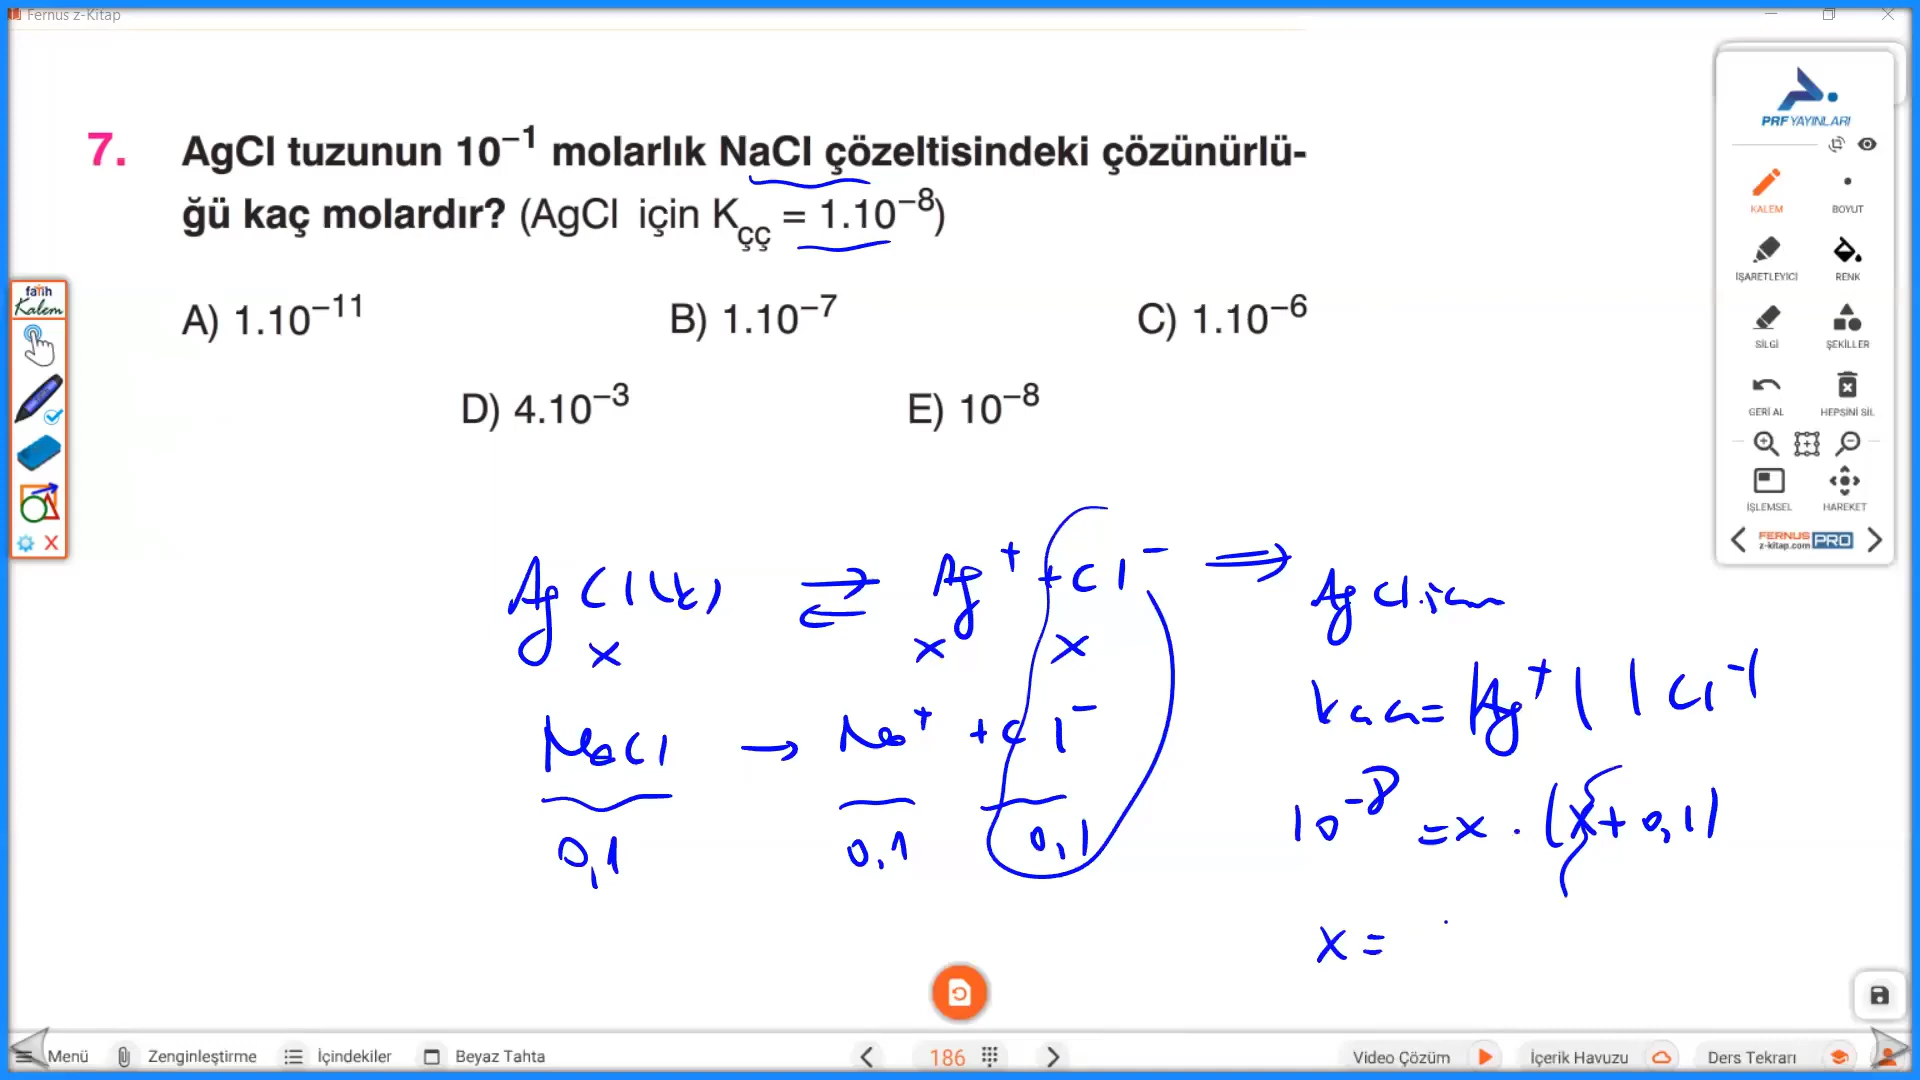 Fernus z-Kitap
7. AgCl tuzunun 10⁻¹ molarlık NaCl çözeltisindeki çözünürlü-
ğü kaç molardır? (AgCl için Kçç = 1.10⁻⁸)
A) 1.10⁻¹¹ B) 1.10⁻⁷ C) 1.10⁻⁶
D) 4.10⁻³ E) 10⁻⁸
AgCl(k) ⇌ Ag⁺ + Cl⁻ ⇒ AgCl için
x x x
NaCl → Na⁺ + Cl⁻
0,1 0,1 0,1
Kçç = |Ag⁺| |Cl⁻|
10⁻⁸ = x . (x + 0,1)
x =
fatih
Kalem
PRF YAYINLARI
KALEM BOYUT
İŞARETLEYİCİ RENK
SİLGİ ŞEKİLLER
GERİ AL HEPSİNİ SİL
İŞLEMSEL HAREKET
FERNUS
z-kitap.com PRO
Menü Zenginleştirme İçindekiler Beyaz Tahta 186 Video Çözüm İçerik Havuzu Ders Tekrarı